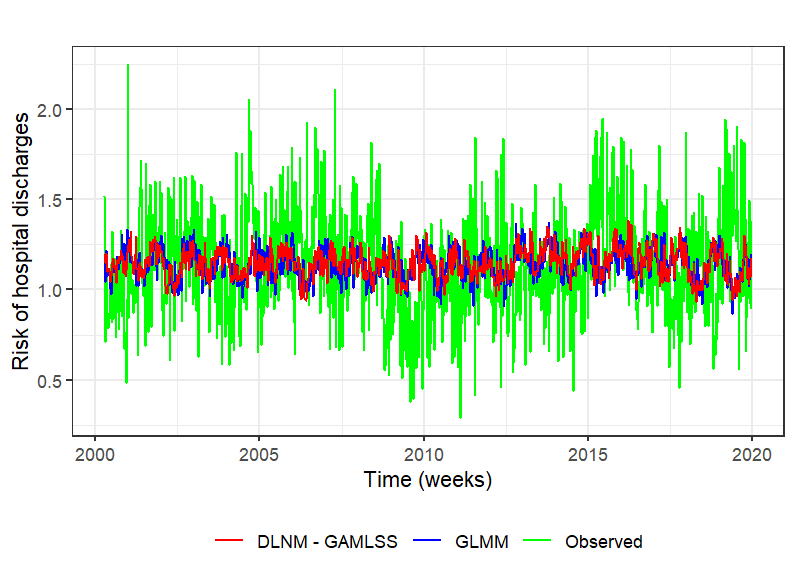 Risk of hospital discharges
2.0
1.5
1.0
0.5
2000 2005 2010 2015 2020
Time (weeks)
DLNM - GAMLSS GLMM Observed